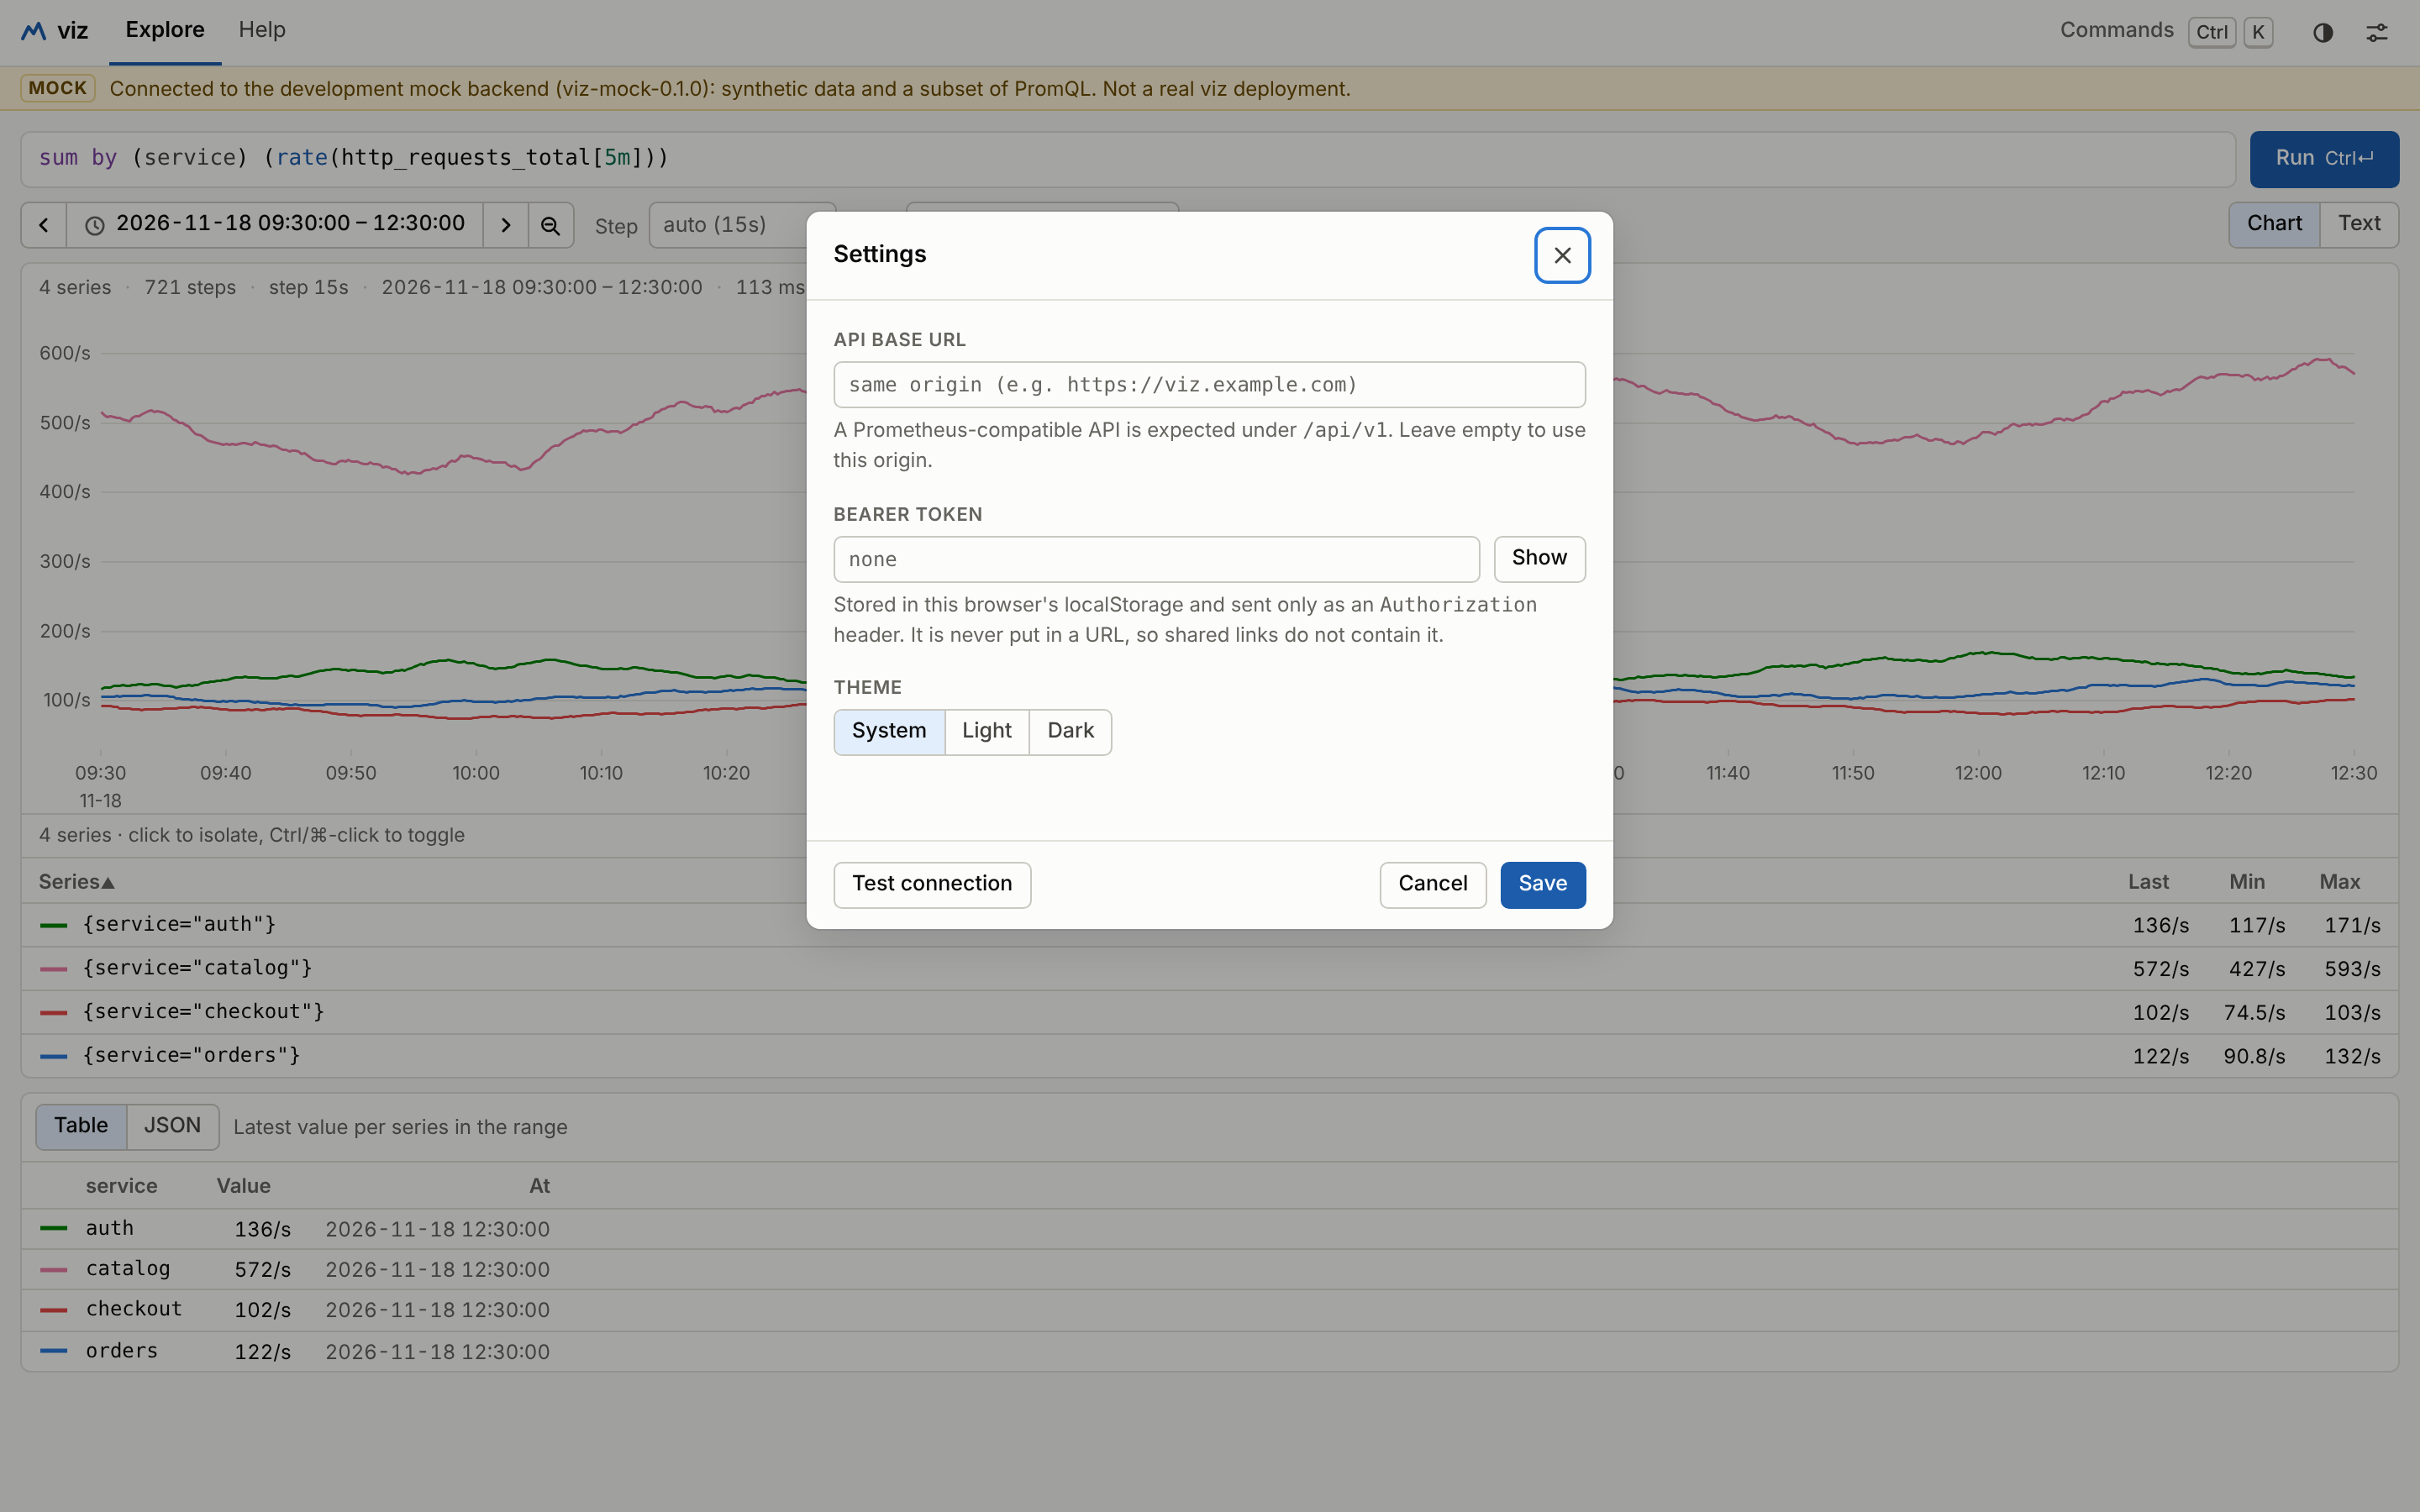 viz Explore Help Commands Ctrl K
MOCK Connected to the development mock backend (viz-mock-0.1.0): synthetic data and a subset of PromQL. Not a real viz deployment.
sum by (service) (rate(http_requests_total[5m])) Run Ctrl↵
2026-11-18 09:30:00 – 12:30:00 Step auto (15s) Chart Text
4 series · 721 steps · step 15s · 2026-11-18 09:30:00 – 12:30:00 · 113 ms
600/s
500/s
400/s
300/s
200/s
100/s
09:30 09:40 09:50 10:00 10:10 10:20 0 11:40 11:50 12:00 12:10 12:20 12:30
11-18
4 series · click to isolate, Ctrl/⌘-click to toggle
Series▲ Last Min Max
{service="auth"} 136/s 117/s 171/s
{service="catalog"} 572/s 427/s 593/s
{service="checkout"} 102/s 74.5/s 103/s
{service="orders"} 122/s 90.8/s 132/s
Table JSON Latest value per series in the range
service Value At
auth 136/s 2026-11-18 12:30:00
catalog 572/s 2026-11-18 12:30:00
checkout 102/s 2026-11-18 12:30:00
orders 122/s 2026-11-18 12:30:00
Settings
API BASE URL
same origin (e.g. https://viz.example.com)
A Prometheus-compatible API is expected under /api/v1. Leave empty to use
this origin.
BEARER TOKEN
none Show
Stored in this browser's localStorage and sent only as an Authorization
header. It is never put in a URL, so shared links do not contain it.
THEME
System Light Dark
Test connection Cancel Save